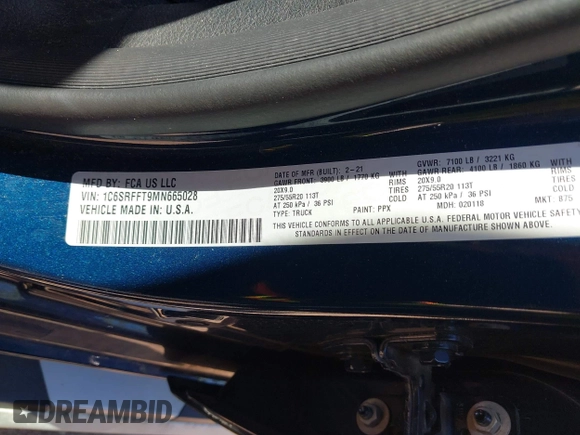 MFD BY: FCA US LLC
DATE OF MFR (BUILT): 2-21
GVWR: 7100 LB / 3221 KG
GAWR FRONT: 3900 LB / 1770 KG WITH
GAWR REAR: 4100 LB / 1860 KG WITH
20X9.0 RIMS
20X9.0 RIMS
275/55R20 113T TIRES
275/55R20 113T TIRES
AT 250 kPa / 36 PSI
AT 250 kPa / 36 PSI
VIN: 1C6SRFFT9MN665028
TYPE: TRUCK PAINT: PPX MDH: 020118 MKT: 875
VEHICLE MADE IN U.S.A.
THIS VEHICLE CONFORMS TO ALL APPLICABLE U.S.A. FEDERAL MOTOR VEHICLE SAFETY
STANDARDS IN EFFECT ON THE DATE OF MANUFACTURE SHOWN ABOVE.
DREAMBID